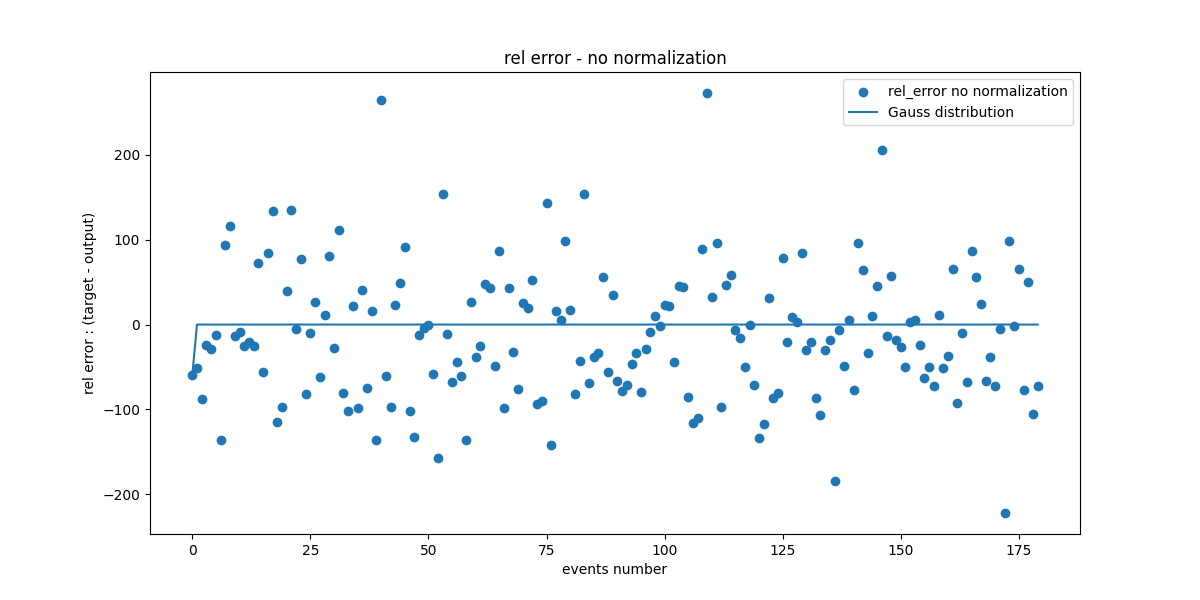 rel error - no normalization
rel_error no normalization
Gauss distribution
rel error : (target - output)
200
100
0
−100
−200
0 25 50 75 100 125 150 175
events number